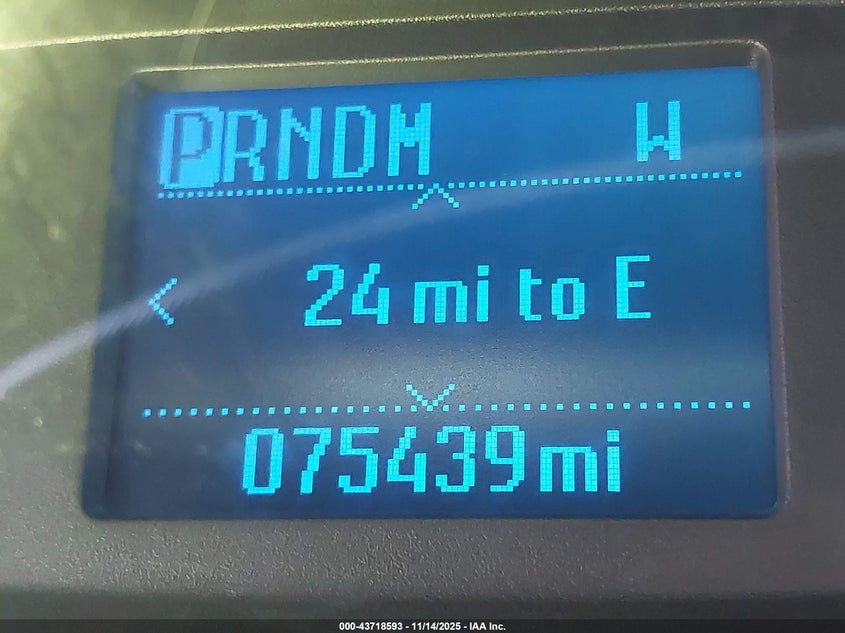 PRNDM W
< 24 mi to E
075439mi
000-43718593 - 11/14/2025 - IAA Inc.